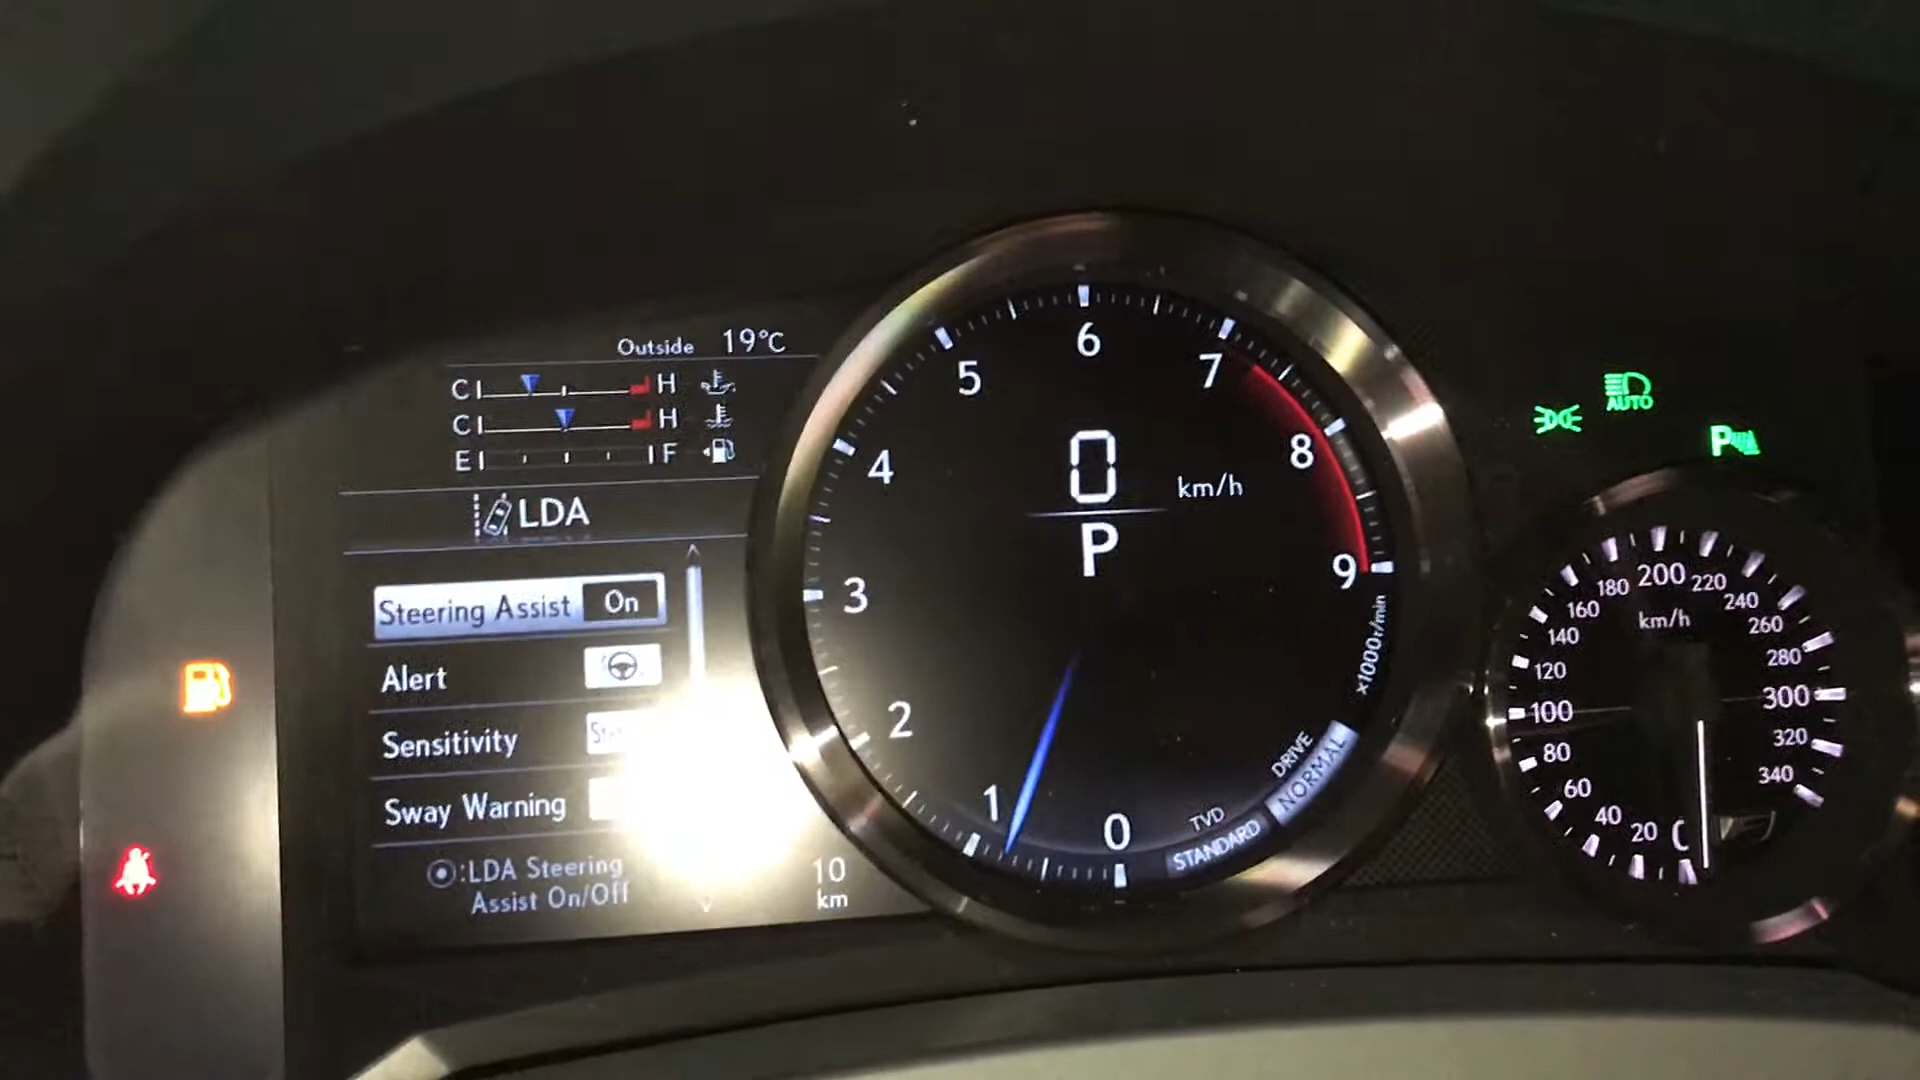 Outside 19°C
C H
C H
E F
LDA
Steering Assist On
Alert
Sensitivity
Sway Warning
:LDA Steering
Assist On/Off
10
km
0
1
2
3
4
5
6
7
8
9
x1000r/min
0 km/h
P
DRIVE
NORMAL
TVD
STANDARD
AUTO
P
20
40
60
80
100
120
140
160
180
200
220
240
260
280
300
320
340
km/h